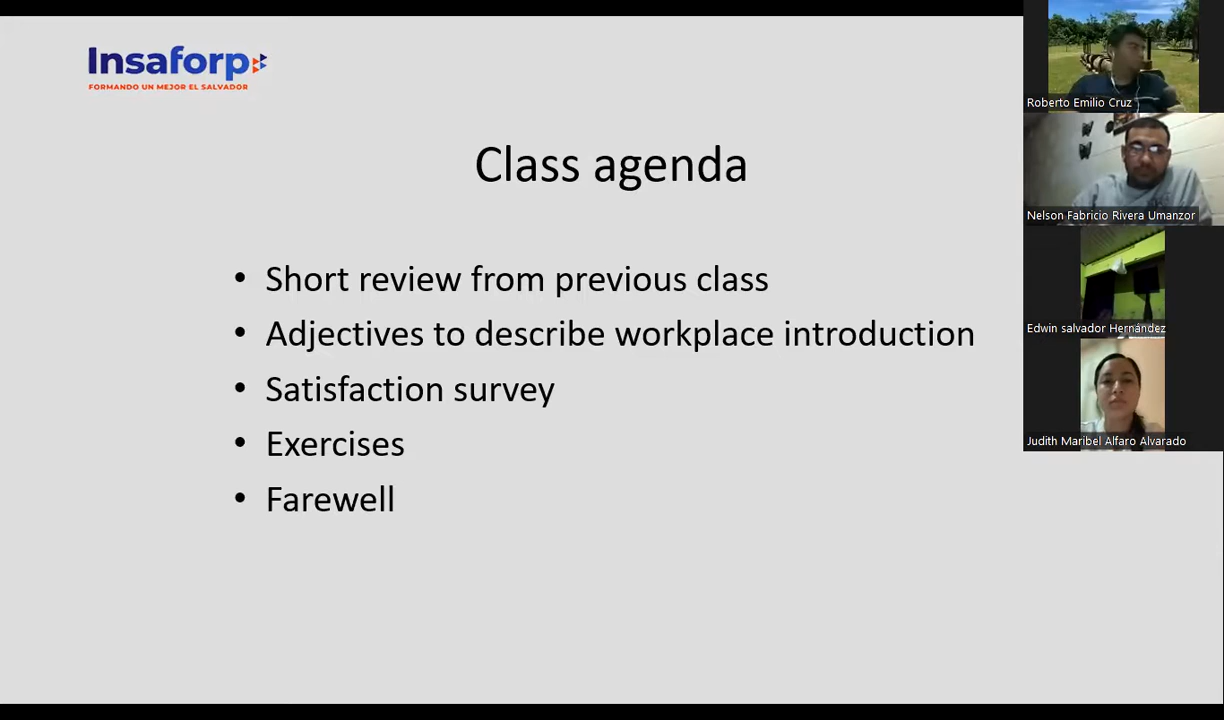 Insaforp
FORMANDO UN MEJOR EL SALVADOR
Class agenda
• Short review from previous class
• Adjectives to describe workplace introduction
• Satisfaction survey
• Exercises
• Farewell
Roberto Emilio Cruz
Nelson Fabricio Rivera Umanzor
Edwin salvador Hernández
Judith Maribel Alfaro Alvarado